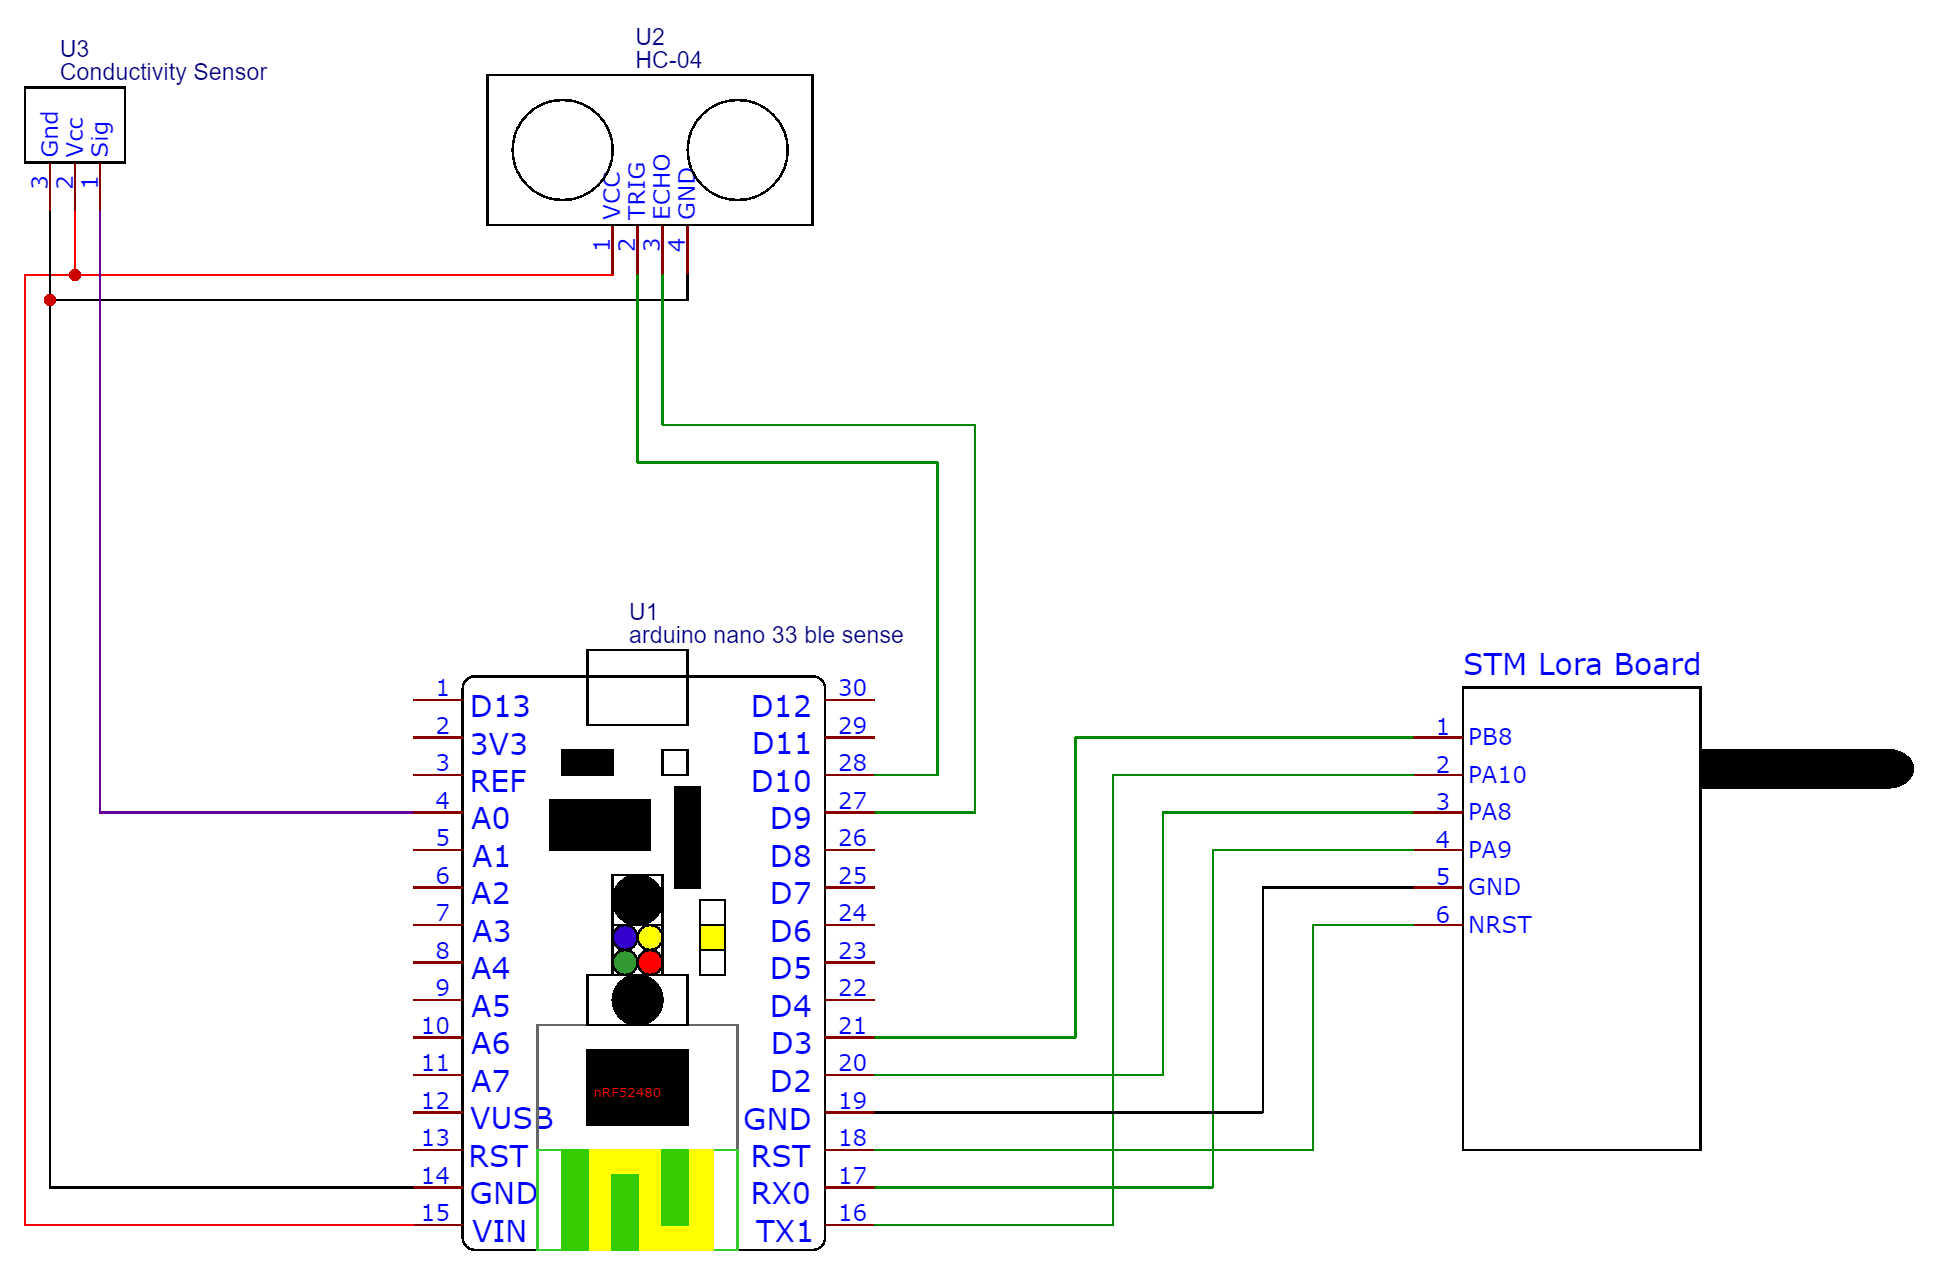 U3
Conductivity Sensor
Gnd
Vcc
Sig
3
2
1
U2
HC-04
VCC
TRIG
ECHO
GND
1
2
3
4
U1
arduino nano 33 ble sense
1 D13
2 3V3
3 REF
4 A0
5 A1
6 A2
7 A3
8 A4
9 A5
10 A6
11 A7
12 VUSB
13 RST
14 GND
15 VIN
D12 30
D11 29
D10 28
D9 27
D8 26
D7 25
D6 24
D5 23
D4 22
D3 21
D2 20
GND 19
RST 18
RX0 17
TX1 16
nRF52480
STM Lora Board
1 PB8
2 PA10
3 PA8
4 PA9
5 GND
6 NRST